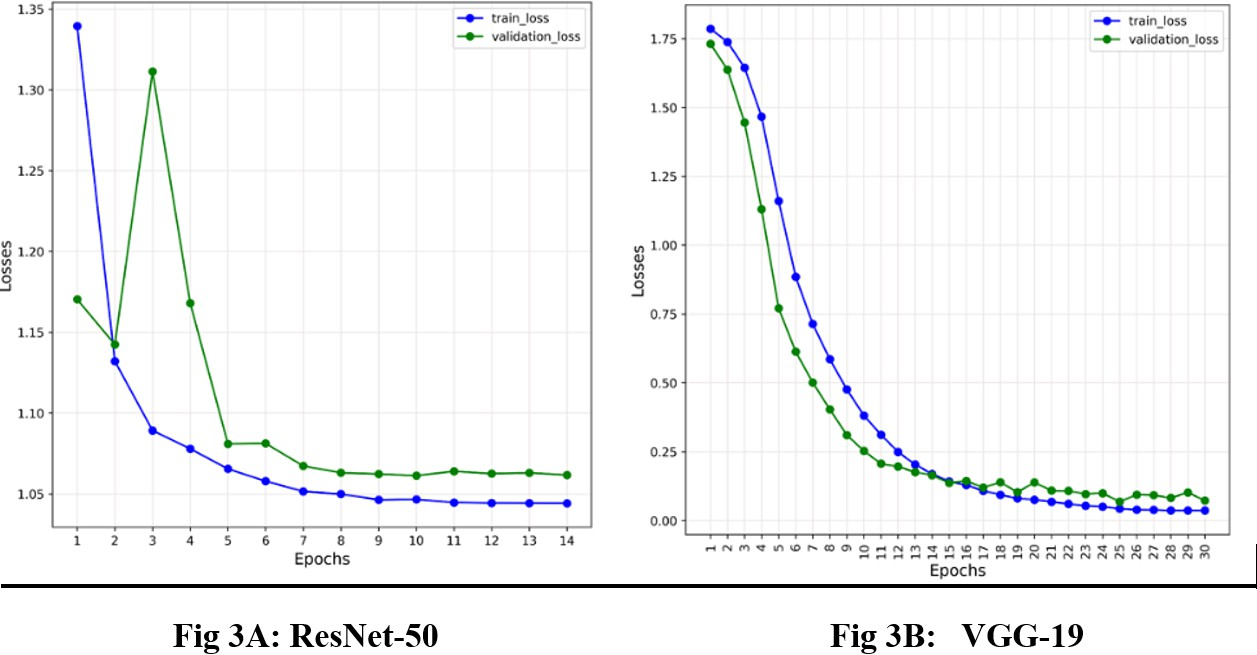 1.35
1.30
1.25
1.20
1.15
1.10
1.05
Losses
train_loss
validation_loss
1 2 3 4 5 6 7 8 9 10 11 12 13 14
Epochs
1.75
1.50
1.25
1.00
0.75
0.50
0.25
0.00
Losses
train_loss
validation_loss
1 2 3 4 5 6 7 8 9 10 11 12 13 14 15 16 17 18 19 20 21 22 23 24 25 26 27 28 29 30
Epochs
Fig 3A: ResNet-50
Fig 3B: VGG-19